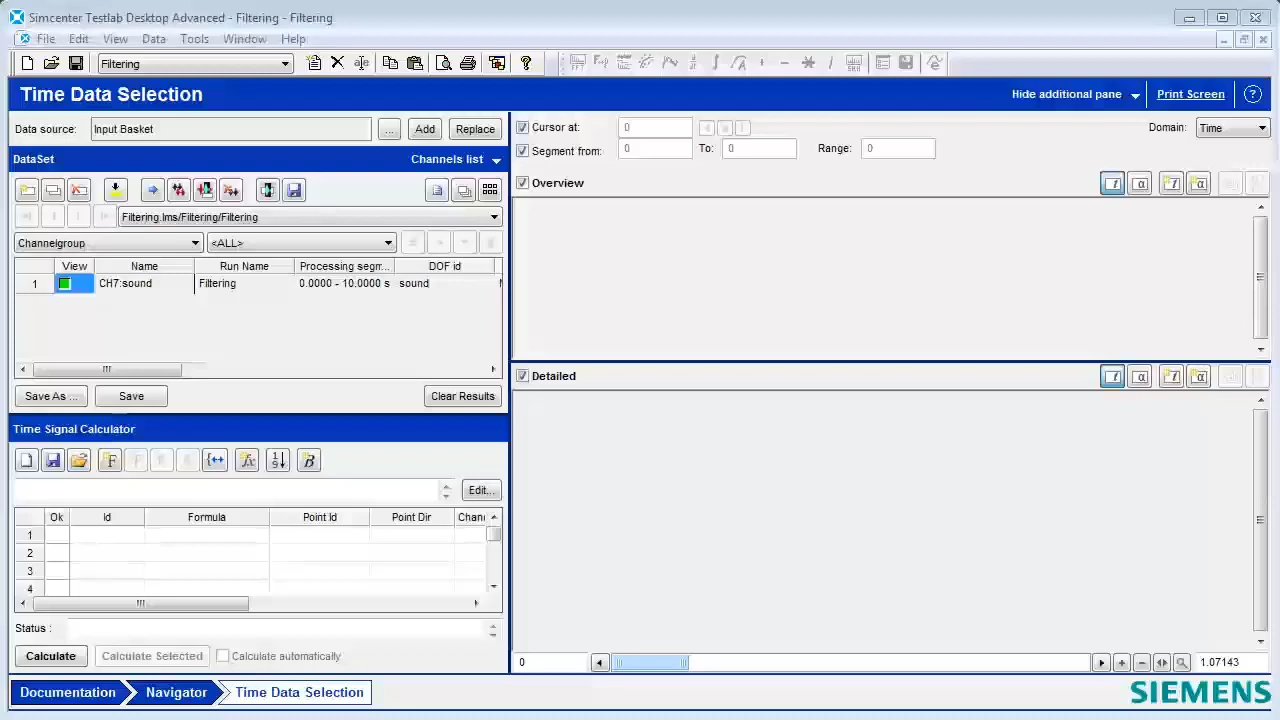 Simcenter Testlab Desktop Advanced - Filtering - Filtering
File Edit View Data Tools Window Help
Filtering
Time Data Selection
Hide additional pane Print Screen ?
Data source: Input Basket ... Add Replace
Cursor at: 0 Domain: Time
Segment from: 0 To: 0 Range: 0
DataSet Channels list
Overview
Filtering.lms/Filtering/Filtering
Channelgroup <ALL>
View Name Run Name Processing segm... DOF id
1 CH7:sound Filtering 0.0000 - 10.0000 s sound
Detailed
Save As ... Save Clear Results
Time Signal Calculator
Edit...
Ok Id Formula Point Id Point Dir Chann
1
2
3
4
Status :
Calculate Calculate Selected Calculate automatically
0 1.07143
Documentation Navigator Time Data Selection
SIEMENS